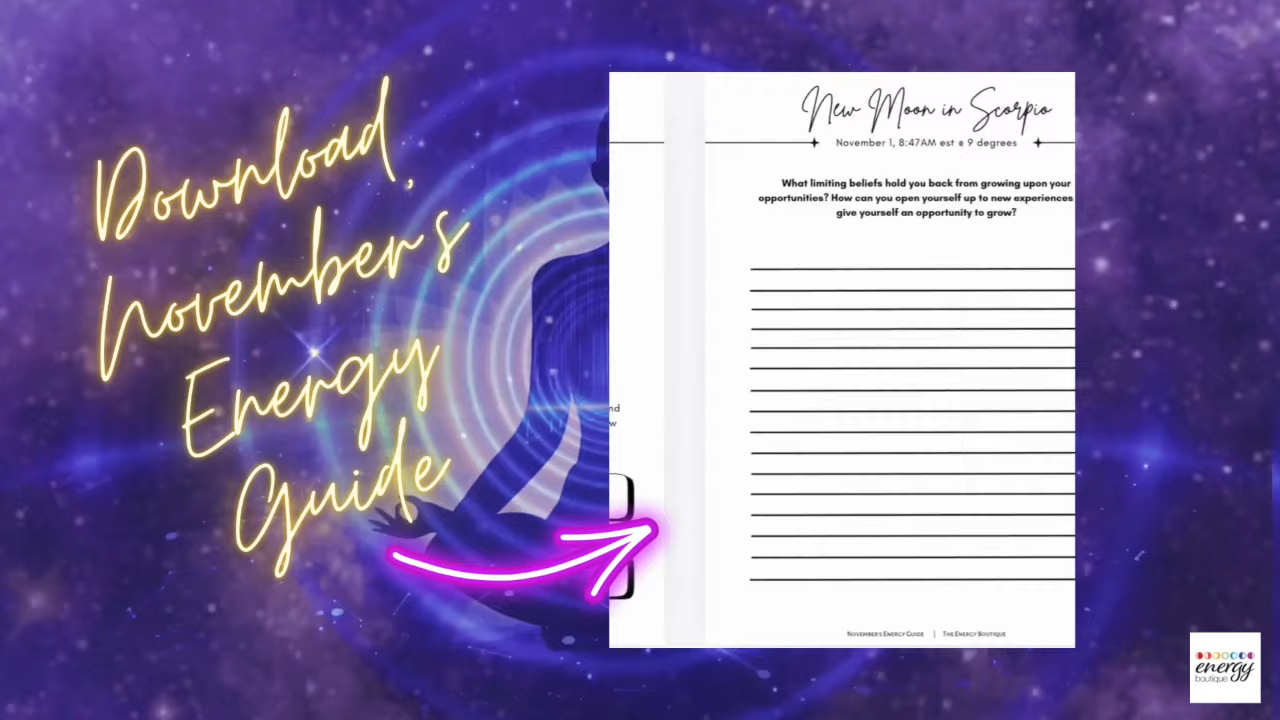 Download,
November's
Energy
Guide
New Moon in Scorpio
November 1, 8:47AM est @ 9 degrees
What limiting beliefs hold you back from growing upon your
opportunities? How can you open yourself up to new experiences
give yourself an opportunity to grow?
nd
w
November's Energy Guide | The Energy Boutique
energy
boutique